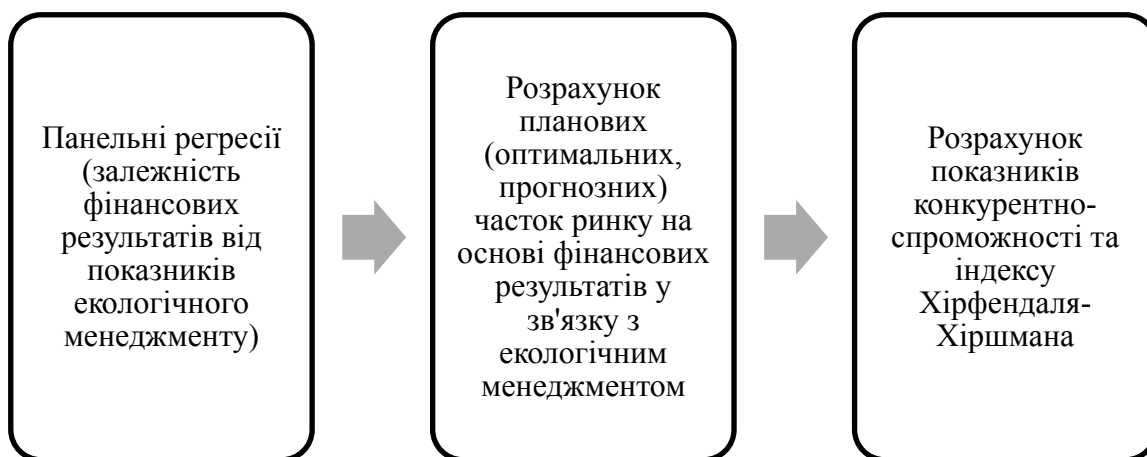 Панельні регресії
(залежність
фінансових
результатів від
показників
екологічного
менеджменту)
Розрахунок
планових
(оптимальних,
прогнозних)
часток ринку на
основі фінансових
результатів у
зв'язку з
екологічним
менеджментом
Розрахунок
показників
конкурентно-
спроможності та
індексу
Хірфендаля-
Хіршмана